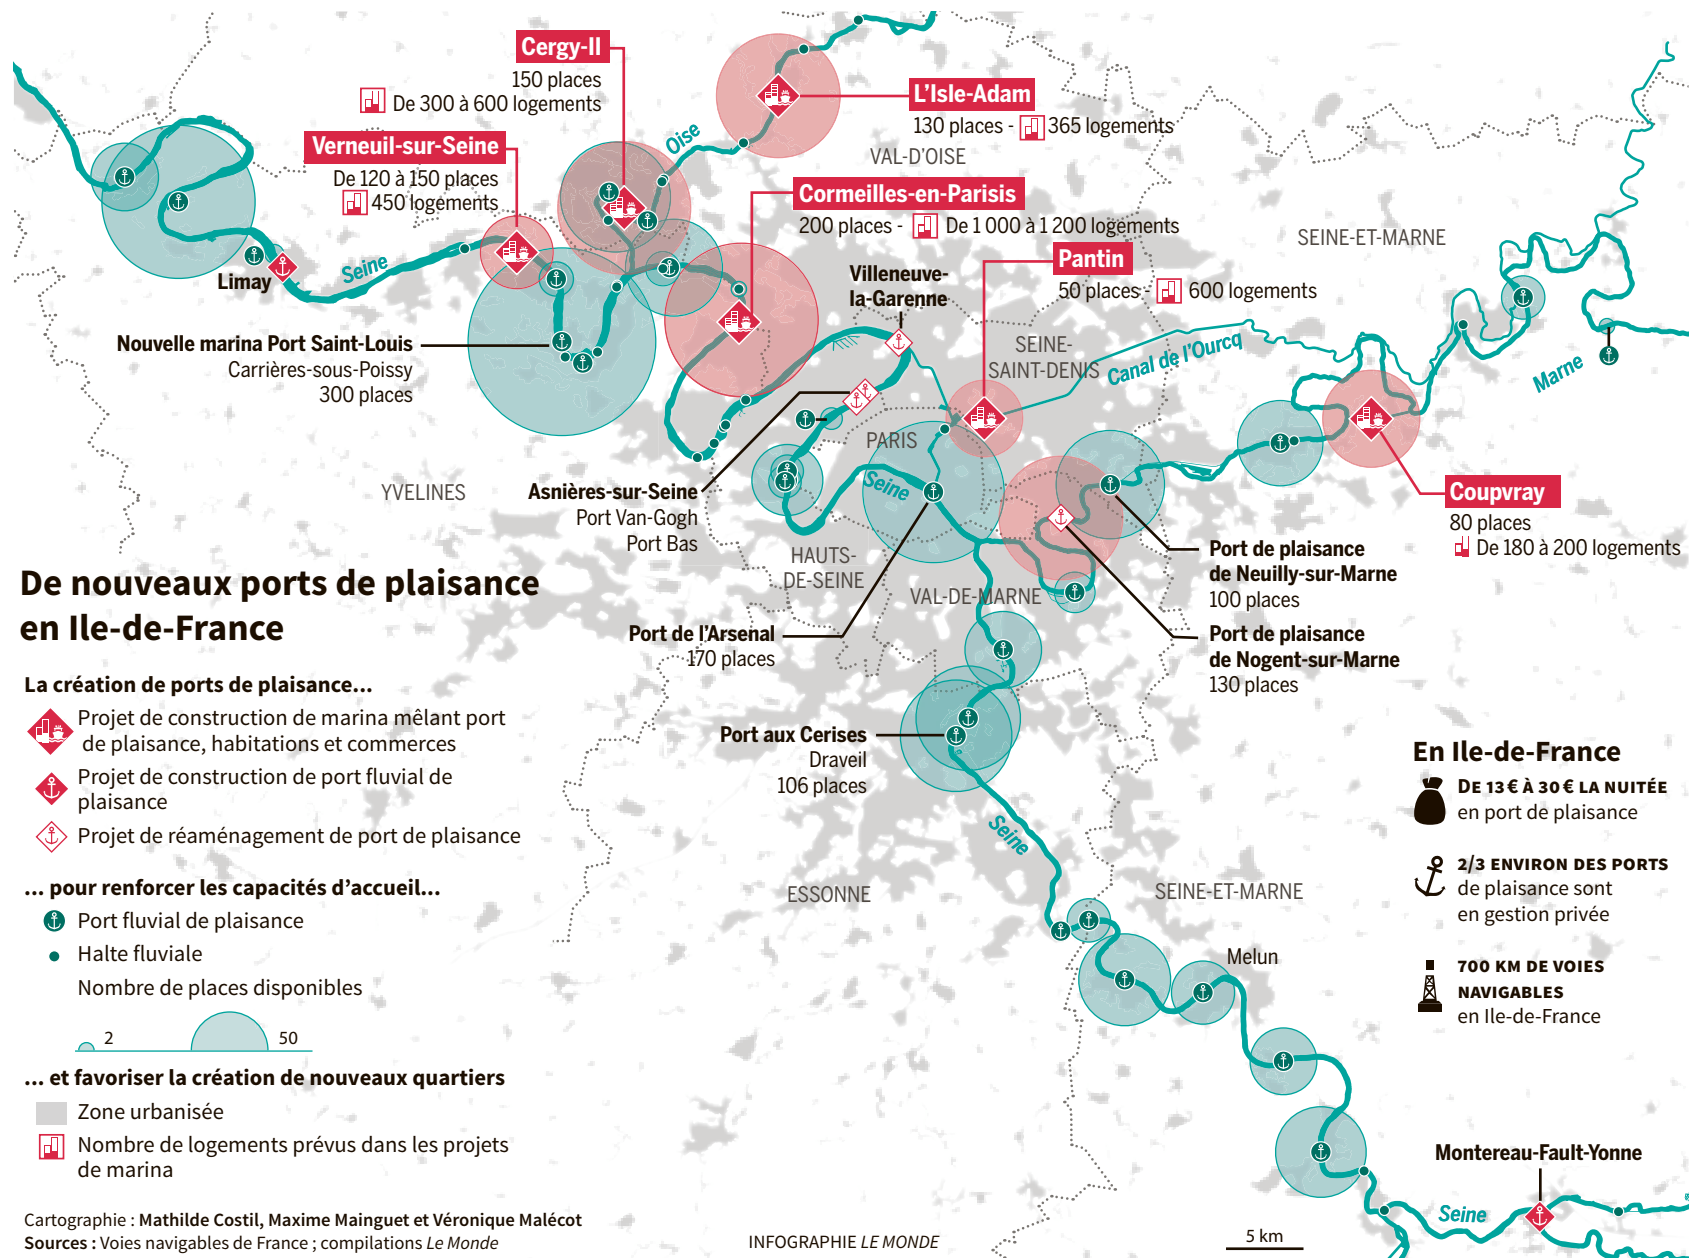 Cergy-II
150 places
De 300 à 600 logements
L'Isle-Adam
130 places - 365 logements
VAL-D'OISE
Oise
Verneuil-sur-Seine
De 120 à 150 places
450 logements
Cormeilles-en-Parisis
200 places - De 1 000 à 1 200 logements
SEINE-ET-MARNE
Pantin
50 places - 600 logements
Limay
Seine
Villeneuve-
la-Garenne
Nouvelle marina Port Saint-Louis
Carrières-sous-Poissy
300 places
SEINE-
SAINT-DENIS
Canal de l'Ourcq
Marne
PARIS
Seine
YVELINES
Asnières-sur-Seine
Port Van-Gogh
Port Bas
Coupvray
80 places
De 180 à 200 logements
HAUTS-
DE-SEINE
VAL-DE-MARNE
Port de plaisance
de Neuilly-sur-Marne
100 places
Port de l'Arsenal
170 places
Port de plaisance
de Nogent-sur-Marne
130 places
De nouveaux ports de plaisance
en Ile-de-France
La création de ports de plaisance...
Projet de construction de marina mêlant port
de plaisance, habitations et commerces
Projet de construction de port fluvial de
plaisance
Projet de réaménagement de port de plaisance
... pour renforcer les capacités d'accueil...
Port fluvial de plaisance
Halte fluviale
Nombre de places disponibles
2
50
... et favoriser la création de nouveaux quartiers
Zone urbanisée
Nombre de logements prévus dans les projets
de marina
Port aux Cerises
Draveil
106 places
Seine
ESSONNE
SEINE-ET-MARNE
Melun
En Ile-de-France
DE 13 € À 30 € LA NUITÉE
en port de plaisance
2/3 ENVIRON DES PORTS
de plaisance sont
en gestion privée
700 KM DE VOIES
NAVIGABLES
en Ile-de-France
Montereau-Fault-Yonne
Seine
5 km
Cartographie : Mathilde Costil, Maxime Mainguet et Véronique Malécot
Sources : Voies navigables de France ; compilations Le Monde
INFOGRAPHIE LE MONDE